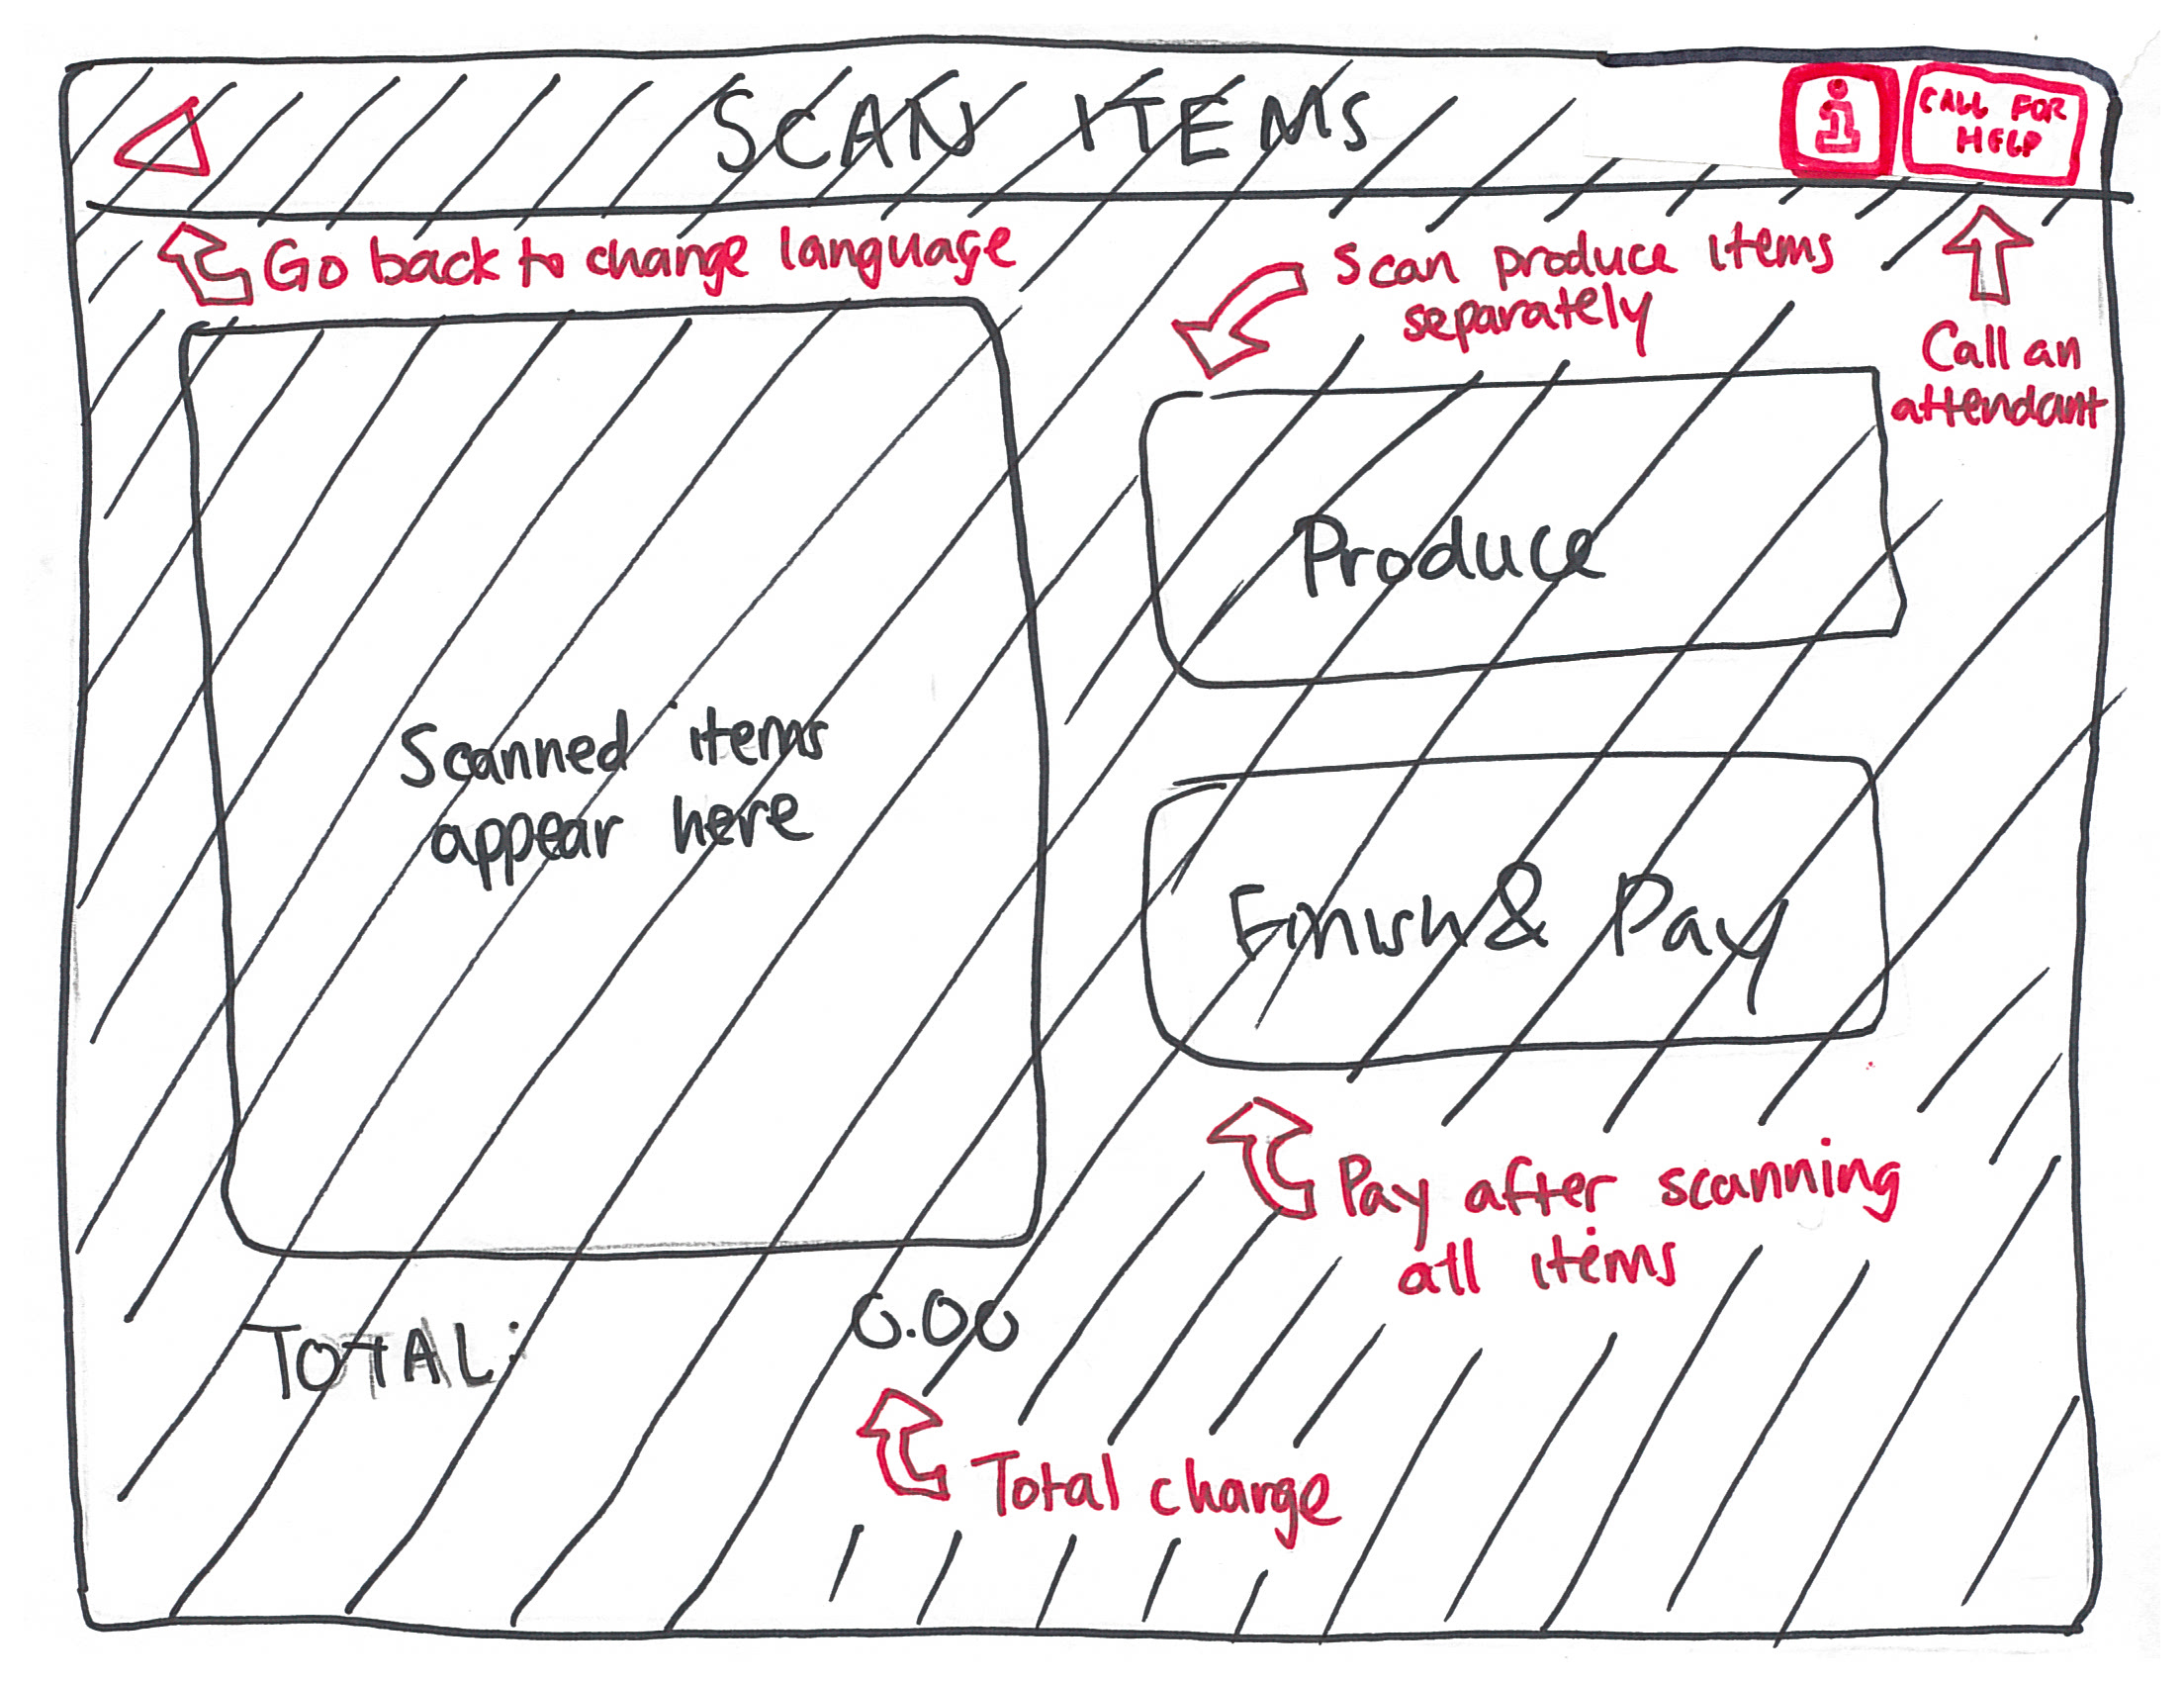 SCAN ITEMS
i
CALL FOR
HELP
Go back to change language
scan produce items
separately
Call an
attendant
Produce
Scanned items
appear here
Finish & Pay
Pay after scanning
all items
TOTAL:
0.00
Total charge